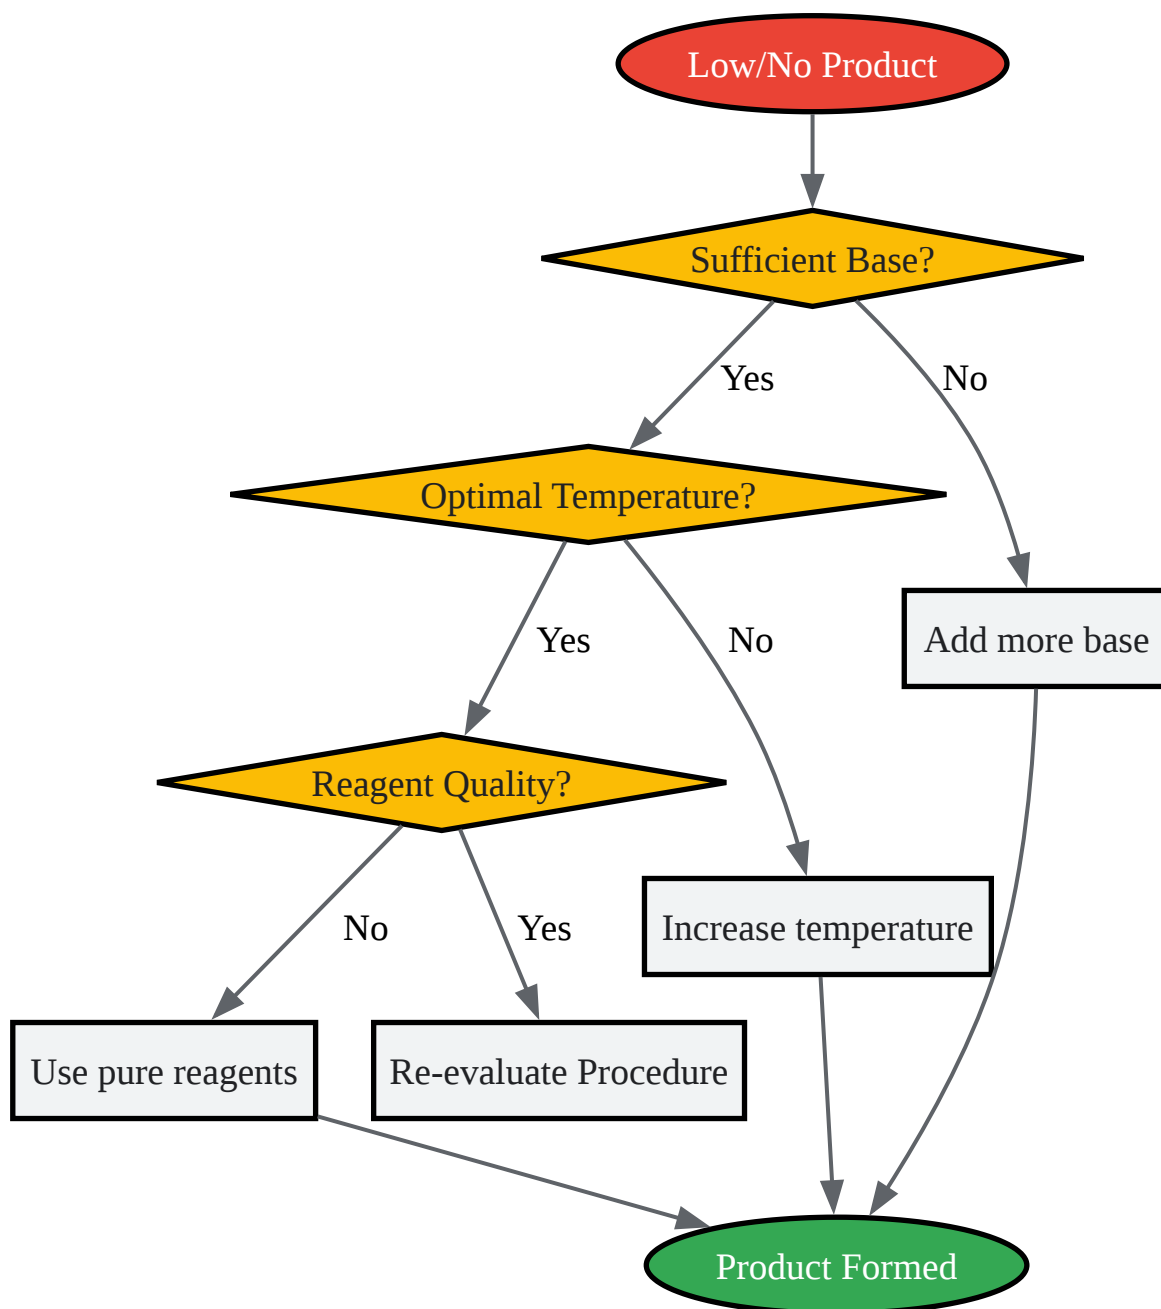 Low/No Product
Sufficient Base?
Yes
No
Optimal Temperature?
Yes
No
Add more base
Reagent Quality?
No
Yes
Increase temperature
Use pure reagents
Re-evaluate Procedure
Product Formed